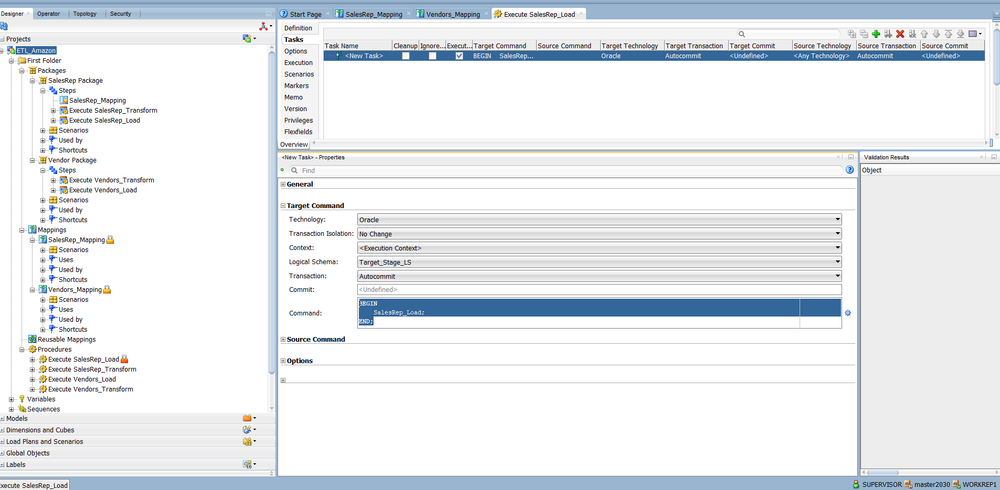 Designer Operator Topology Security
Projects
ETL_Amazon
First Folder
Packages
SalesRep Package
Steps
SalesRep_Mapping
Execute SalesRep_Transform
Execute SalesRep_Load
Scenarios
Used by
Shortcuts
Vendor Package
Steps
Execute Vendors_Transform
Execute Vendors_Load
Scenarios
Used by
Shortcuts
Mappings
SalesRep_Mapping
Scenarios
Uses
Used by
Shortcuts
Vendors_Mapping
Scenarios
Uses
Used by
Shortcuts
Reusable Mappings
Procedures
Execute SalesRep_Load
Execute SalesRep_Transform
Execute Vendors_Load
Execute Vendors_Transform
Variables
Sequences
Models
Dimensions and Cubes
Load Plans and Scenarios
Global Objects
Labels
Start Page SalesRep_Mapping Vendors_Mapping Execute SalesRep_Load
Definition
Tasks
Options
Execution
Scenarios
Markers
Memo
Version
Privileges
Flexfields
Overview
Task Name Cleanup Ignore... Execut... Target Command Source Command Target Technology Target Transaction Target Commit Source Technology Source Transaction Source Commit
<New Task> BEGIN SalesRep... Oracle Autocommit <Undefined> <Any Technology> Autocommit <Undefined>
<New Task> - Properties
Find
General
Target Command
Technology: Oracle
Transaction Isolation: No Change
Context: <Execution Context>
Logical Schema: Target_Stage_LS
Transaction: Autocommit
Commit: <Undefined>
Command:
BEGIN
SalesRep_Load;
END;
Source Command
Options
Validation Results
Object
xecute SalesRep_Load
SUPERVISOR master2030 WORKREP1